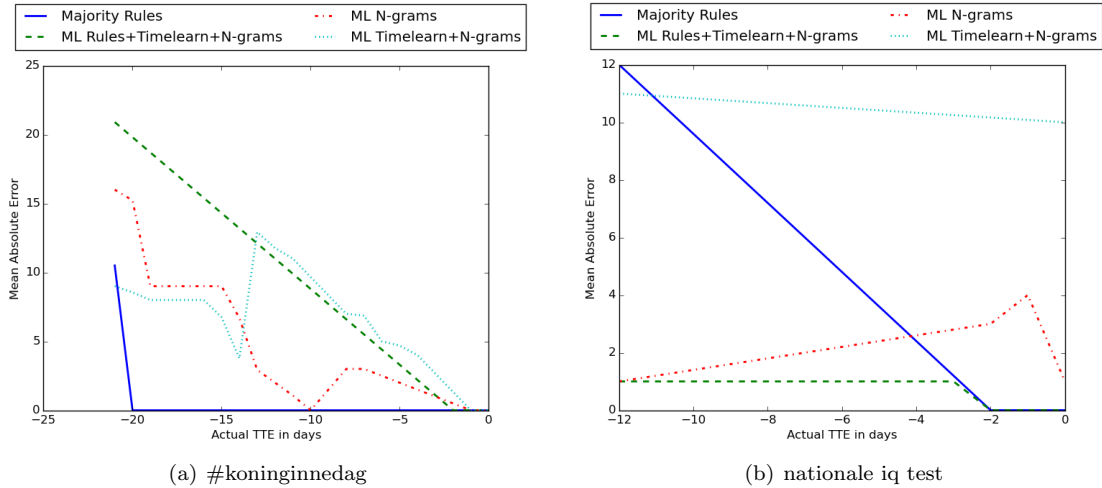 Majority Rules
ML Rules+Timelearn+N-grams
ML N-grams
ML Timelearn+N-grams
25
20
15
10
5
0
Mean Absolute Error
−20
−15
−10
−5
0
Actual TTE in days
(a) #koninginnedag
Majority Rules
ML Rules+Timelearn+N-grams
ML N-grams
ML Timelearn+N-grams
12
10
8
6
4
2
0
Mean Absolute Error
−12
−10
−8
−6
−4
−2
0
Actual TTE in days
(b) nationale iq test